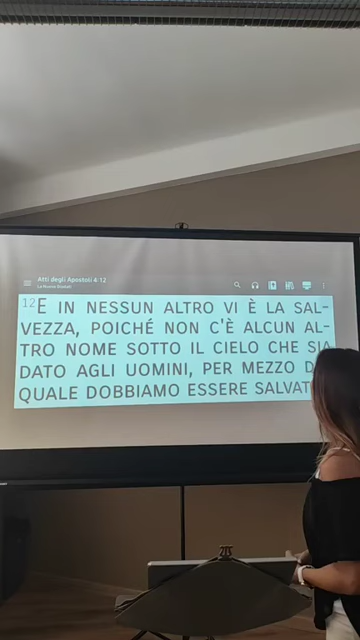 Atti degli Apostoli 4:12
La Nuova Diodati
12E IN NESSUN ALTRO VI È LA SAL-
VEZZA, POICHÉ NON C'È ALCUN AL-
TRO NOME SOTTO IL CIELO CHE SIA
DATO AGLI UOMINI, PER MEZZO
QUALE DOBBIAMO ESSERE SALVAT